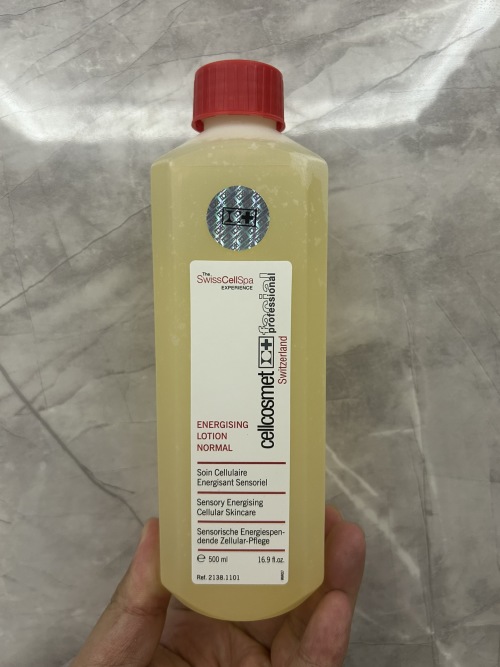 The
SwissCellSpa
EXPERIENCE
cellcosmet facial
professional
Switzerland
ENERGISING
LOTION
NORMAL
Soin Cellulaire
Energisant Sensoriel
Sensory Energising
Cellular Skincare
Sensorische Energiespen-
dende Zellular-Pflege
℮ 500 ml 16.9 fl.oz.
Ref. 2138.1101